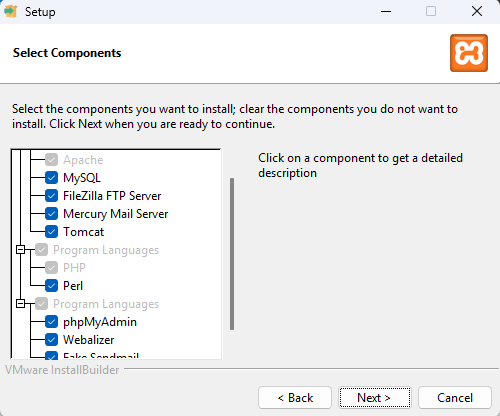 Setup
Select Components
Select the components you want to install; clear the components you do not want to
install. Click Next when you are ready to continue.
Apache
MySQL
FileZilla FTP Server
Mercury Mail Server
Tomcat
Program Languages
PHP
Perl
Program Languages
phpMyAdmin
Webalizer
Fake Sendmail
Click on a component to get a detailed
description
VMware InstallBuilder
< Back
Next >
Cancel